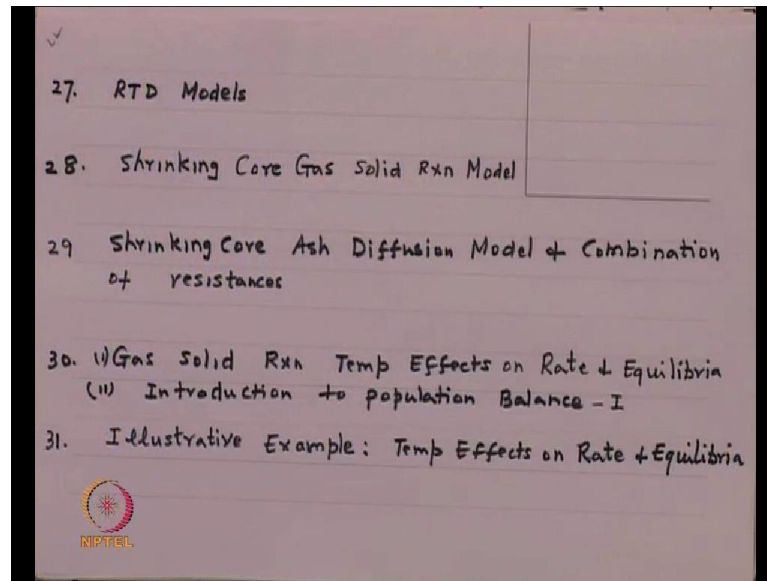 27. RTD Models
28. Shrinking Core Gas Solid Rxn Model
29 Shrinking Core Ash Diffusion Model & Combination
of resistances
30. (i) Gas Solid Rxn Temp Effects on Rate & Equilibria
(ii) Introduction to population Balance - I
31. Illustrative Example: Temp Effects on Rate & Equilibria
NPTEL